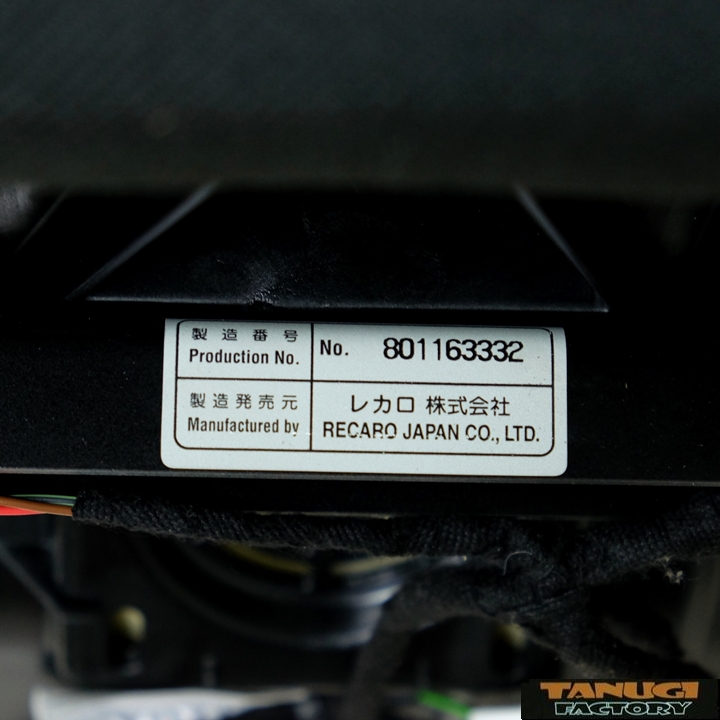 製造番号
Production No.
No. 801163332
製造発売元
Manufactured by
レカロ 株式会社
RECARO JAPAN CO., LTD.
TANUGI
FACTORY